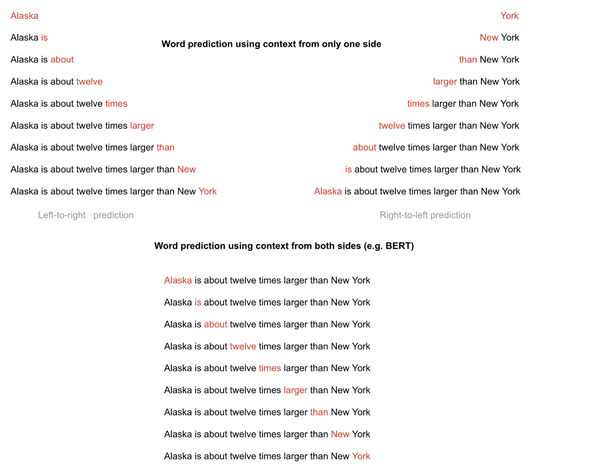 Alaska
Alaska is
Alaska is about
Alaska is about twelve
Alaska is about twelve times
Alaska is about twelve times larger
Alaska is about twelve times larger than
Alaska is about twelve times larger than New
Alaska is about twelve times larger than New York
Left-to-right prediction
Word prediction using context from only one side
York
New York
than New York
larger than New York
times larger than New York
twelve times larger than New York
about twelve times larger than New York
is about twelve times larger than New York
Alaska is about twelve times larger than New York
Right-to-left prediction
Word prediction using context from both sides (e.g. BERT)
Alaska is about twelve times larger than New York
Alaska is about twelve times larger than New York
Alaska is about twelve times larger than New York
Alaska is about twelve times larger than New York
Alaska is about twelve times larger than New York
Alaska is about twelve times larger than New York
Alaska is about twelve times larger than New York
Alaska is about twelve times larger than New York
Alaska is about twelve times larger than New York